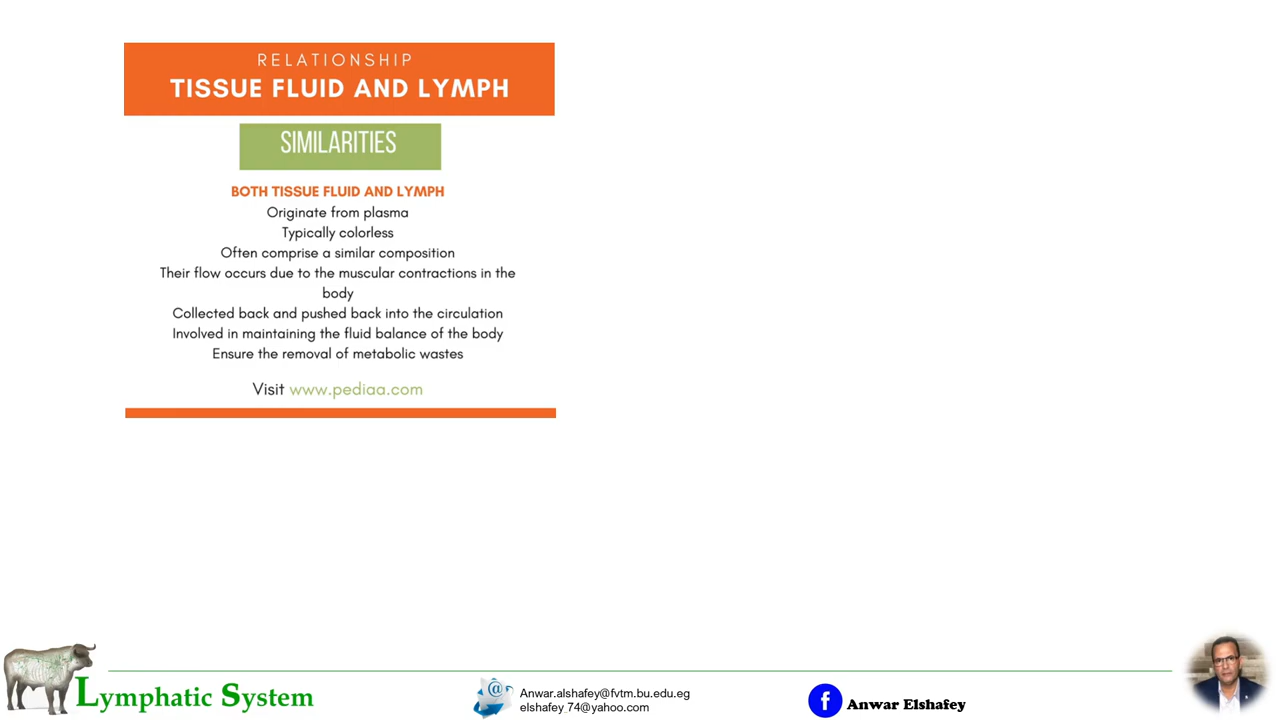 RELATIONSHIP
TISSUE FLUID AND LYMPH
SIMILARITIES
BOTH TISSUE FLUID AND LYMPH
Originate from plasma
Typically colorless
Often comprise a similar composition
Their flow occurs due to the muscular contractions in the
body
Collected back and pushed back into the circulation
Involved in maintaining the fluid balance of the body
Ensure the removal of metabolic wastes
Visit www.pediaa.com
Lymphatic System
Anwar.alshafey@fvtm.bu.edu.eg
elshafey_74@yahoo.com
Anwar Elshafey